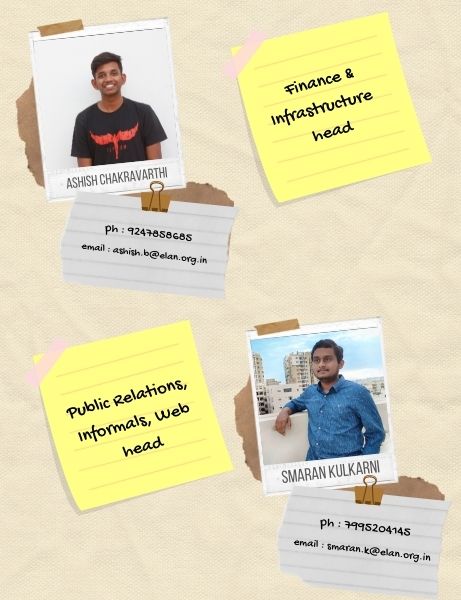 Finance &
Infrastructure
head
ASHISH CHAKRAVARTHI
ph : 9247858685
email : ashish.b@elan.org.in
Public Relations,
Informals, Web
head
SMARAN KULKARNI
ph : 7995204145
email : smaran.k@elan.org.in